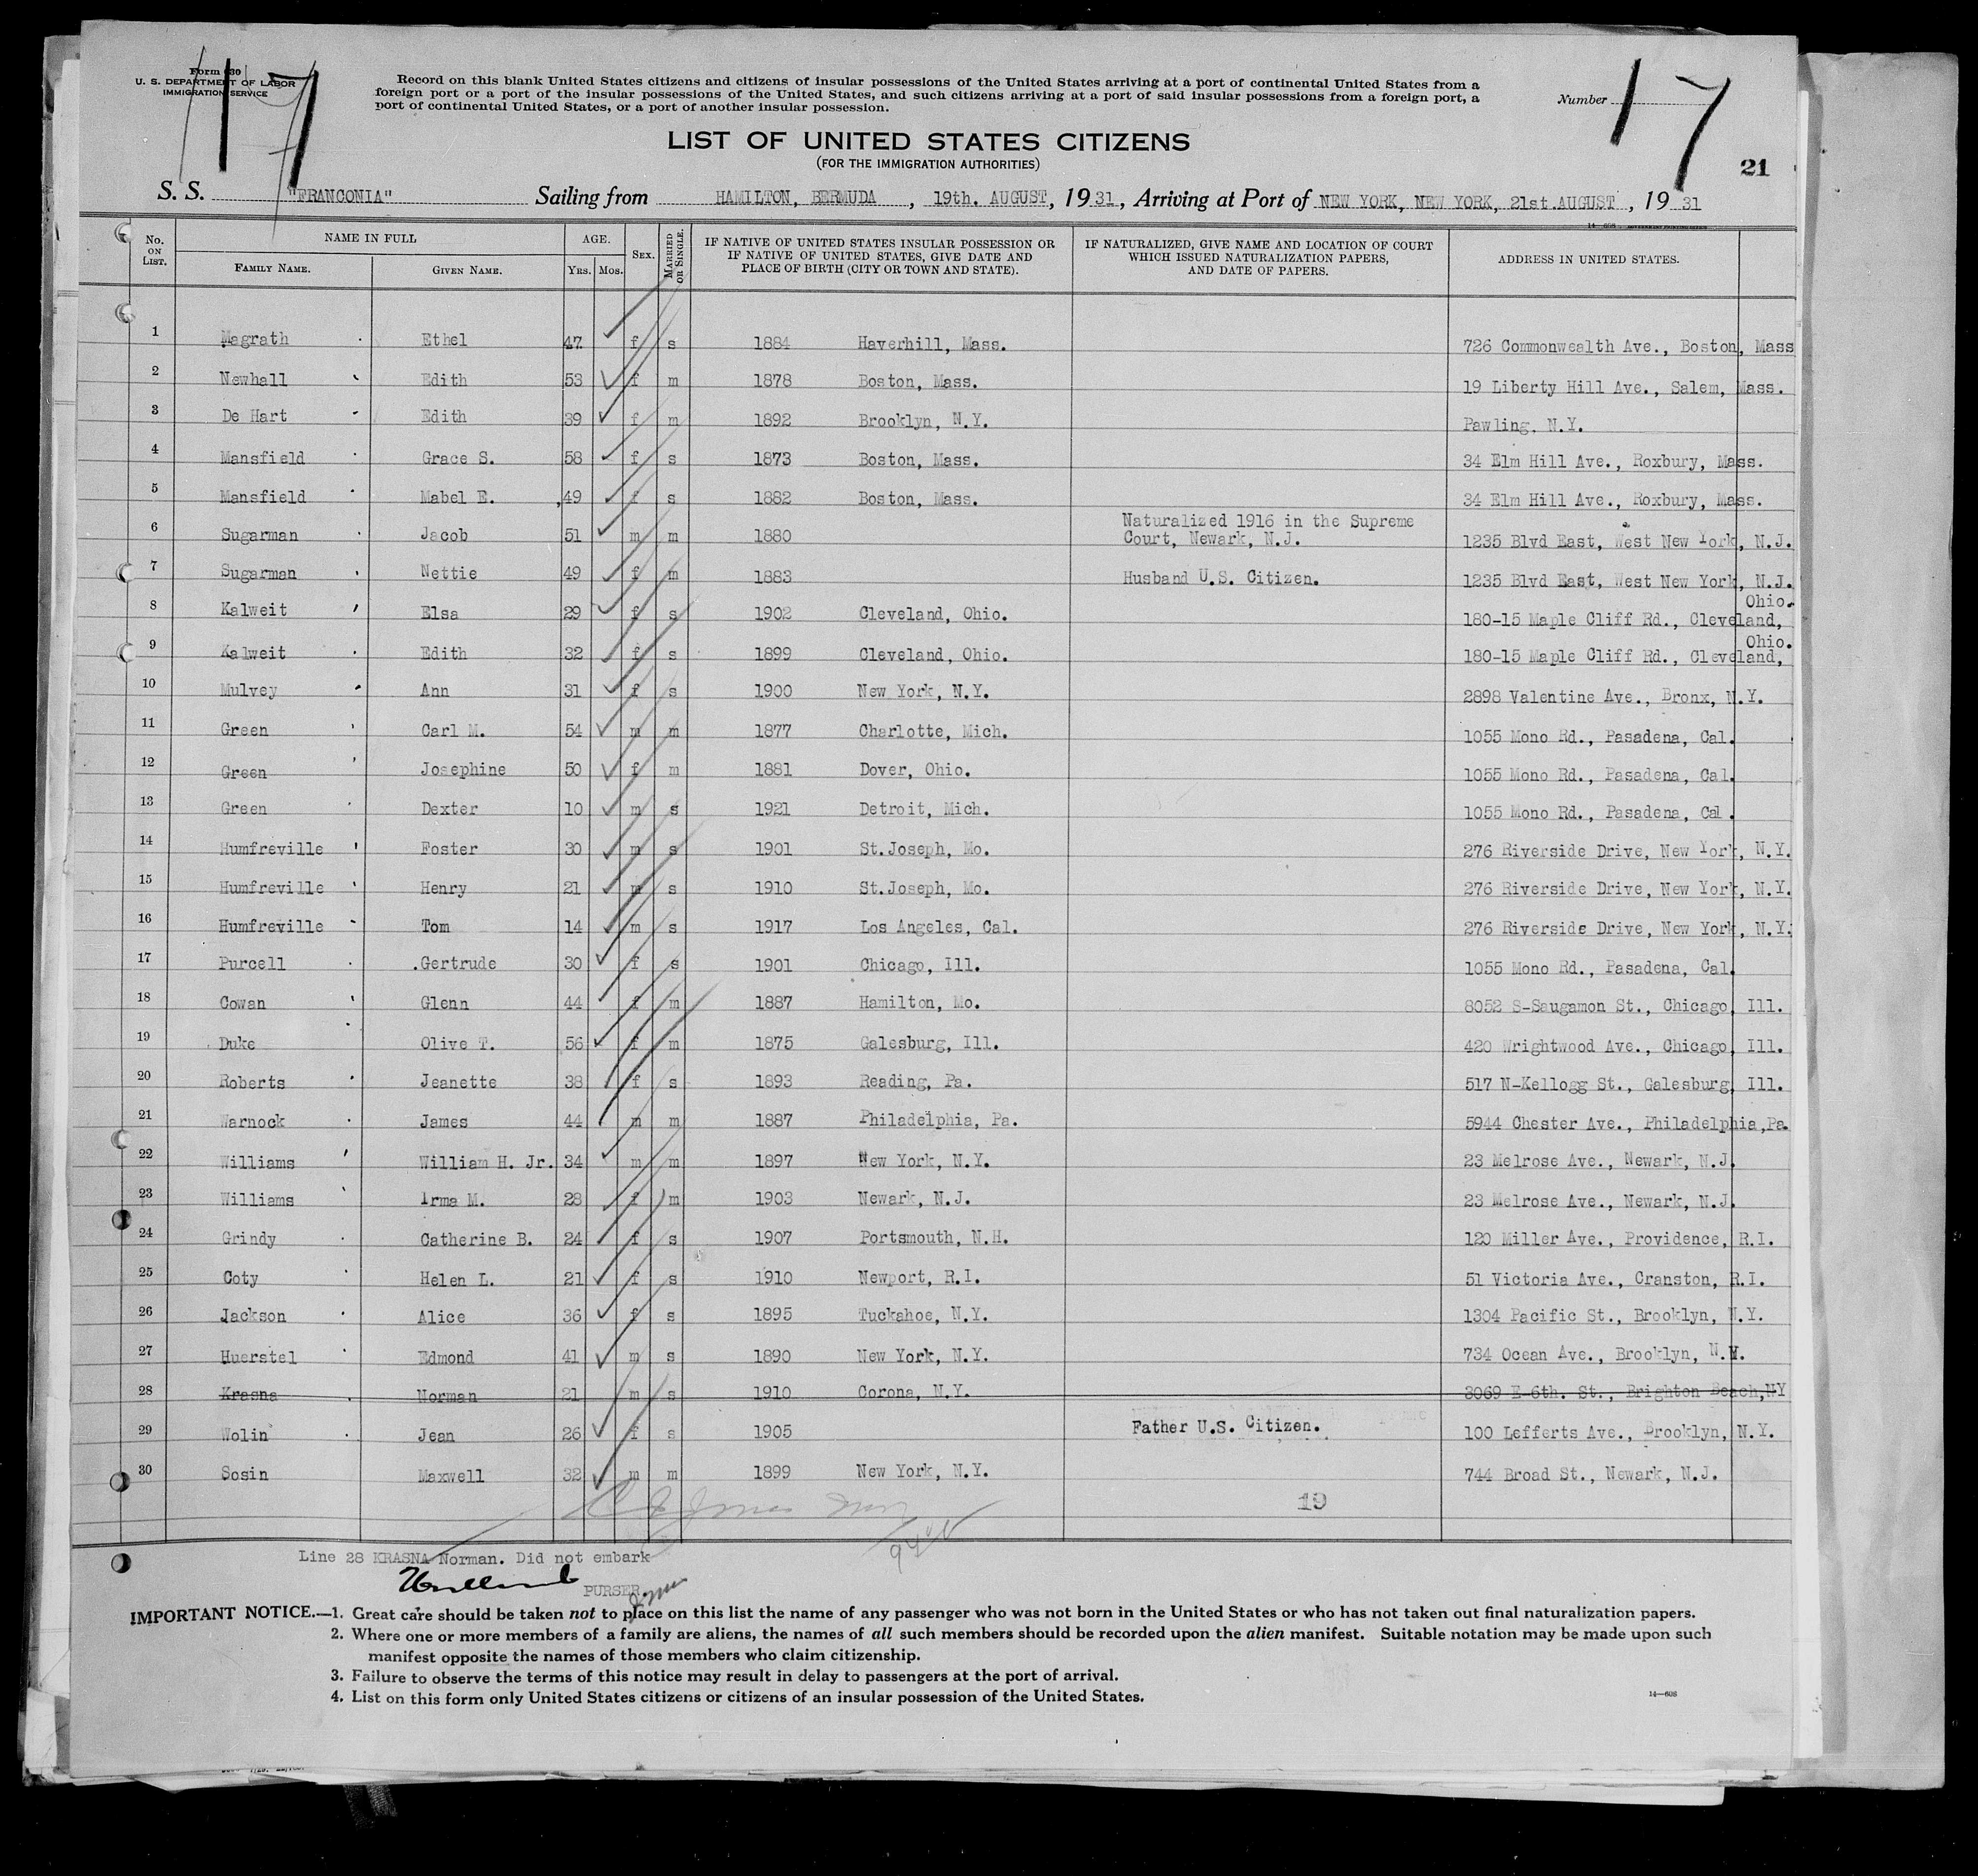 Form 630
U. S. DEPARTMENT OF LABOR
IMMIGRATION SERVICE
17
Record on this blank United States citizens and citizens of insular possessions of the United States arriving at a port of continental United States from a
foreign port or a port of the insular possessions of the United States, and such citizens arriving at a port of said insular possessions from a foreign port, a
port of continental United States, or a port of another insular possession.
Number 17
LIST OF UNITED STATES CITIZENS
(FOR THE IMMIGRATION AUTHORITIES)
21
S. S. "FRANCONIA" Sailing from HAMILTON, BERMUDA, 19th. AUGUST, 1931, Arriving at Port of NEW YORK, NEW YORK, 21st.AUGUST, 1931
No. ON LIST. NAME IN FULL AGE. SEX. MARRIED OR SINGLE. IF NATIVE OF UNITED STATES INSULAR POSSESSION OR IF NATIVE OF UNITED STATES, GIVE DATE AND PLACE OF BIRTH (CITY OR TOWN AND STATE). IF NATURALIZED, GIVE NAME AND LOCATION OF COURT WHICH ISSUED NATURALIZATION PAPERS, AND DATE OF PAPERS. ADDRESS IN UNITED STATES.
FAMILY NAME. GIVEN NAME. YRS. MOS.
1 Magrath Ethel 47 f s 1884 Haverhill, Mass. 726 Commonwealth Ave., Boston, Mass
2 Newhall Edith 53 f m 1878 Boston, Mass. 19 Liberty Hill Ave., Salem, Mass.
3 De Hart Edith 39 f m 1892 Brooklyn, N.Y. Pawling, N.Y.
4 Mansfield Grace S. 58 f s 1873 Boston, Mass. 34 Elm Hill Ave., Roxbury, Mass.
5 Mansfield Mabel E. 49 f s 1882 Boston, Mass. 34 Elm Hill Ave., Roxbury, Mass.
6 Sugarman Jacob 51 m m 1880 Naturalized 1916 in the Supreme Court, Newark, N.J. 1235 Blvd East, West New York, N.J.
7 Sugarman Nettie 49 f m 1883 Husband U.S. Citizen. 1235 Blvd East, West New York, N.J.
8 Kalweit Elsa 29 f s 1902 Cleveland, Ohio. 180-15 Maple Cliff Rd., Cleveland, Ohio.
9 Kalweit Edith 32 f s 1899 Cleveland, Ohio. 180-15 Maple Cliff Rd., Cleveland, Ohio.
10 Mulvey Ann 31 f s 1900 New York, N.Y. 2898 Valentine Ave., Bronx, N.Y.
11 Green Carl M. 54 m m 1877 Charlotte, Mich. 1055 Mono Rd., Pasadena, Cal.
12 Green Josephine 50 f m 1881 Dover, Ohio. 1055 Mono Rd., Pasadena, Cal.
13 Green Dexter 10 m s 1921 Detroit, Mich. 1055 Mono Rd., Pasadena, Cal.
14 Humfreville Foster 30 m s 1901 St.Joseph, Mo. 276 Riverside Drive, New York, N.Y.
15 Humfreville Henry 21 m s 1910 St.Joseph, Mo. 276 Riverside Drive, New York, N.Y.
16 Humfreville Tom 14 m s 1917 Los Angeles, Cal. 276 Riverside Drive, New York, N.Y.
17 Purcell Gertrude 30 f s 1901 Chicago, Ill. 1055 Mono Rd., Pasadena, Cal.
18 Cowan Glenn 44 f m 1887 Hamilton, Mo. 8052 S-Saugamon St., Chicago, Ill.
19 Duke Olive T. 56 f m 1875 Galesburg, Ill. 420 Wrightwood Ave., Chicago, Ill.
20 Roberts Jeanette 38 f s 1893 Reading, Pa. 517 N-Kellogg St., Galesburg, Ill.
21 Warnock James 44 m m 1887 Philadelphia, Pa. 5944 Chester Ave., Philadelphia,Pa.
22 Williams William H. Jr. 34 m m 1897 New York, N.Y. 23 Melrose Ave., Newark, N.J.
23 Williams Irma M. 28 f m 1903 Newark, N.J. 23 Melrose Ave., Newark, N.J.
24 Grindy Catherine B. 24 f s 1907 Portsmouth, N.H. 120 Miller Ave., Providence, R.I.
25 Coty Helen L. 21 f s 1910 Newport, R.I. 51 Victoria Ave., Cranston, R.I.
26 Jackson Alice 36 f s 1895 Tuckahoe, N.Y. 1304 Pacific St., Brooklyn, N.Y.
27 Huerstel Edmond 41 m s 1890 New York, N.Y. 734 Ocean Ave., Brooklyn, N.Y.
28 Krasna Norman 21 m s 1910 Corona, N.Y. 3069 E-6th. St., Brighton Beach,NY
29 Wolin Jean 26 f s 1905 Father U.S. Citizen. 100 Lefferts Ave., Brooklyn, N.Y.
30 Sosin Maxwell 32 m m 1899 New York, N.Y. 744 Broad St., Newark, N.J.
19
Line 28 KRASNA Norman. Did not embark
PURSER
IMPORTANT NOTICE.—1. Great care should be taken not to place on this list the name of any passenger who was not born in the United States or who has not taken out final naturalization papers.
2. Where one or more members of a family are aliens, the names of all such members should be recorded upon the alien manifest. Suitable notation may be made upon such
manifest opposite the names of those members who claim citizenship.
3. Failure to observe the terms of this notice may result in delay to passengers at the port of arrival.
4. List on this form only United States citizens or citizens of an insular possession of the United States.
14—608